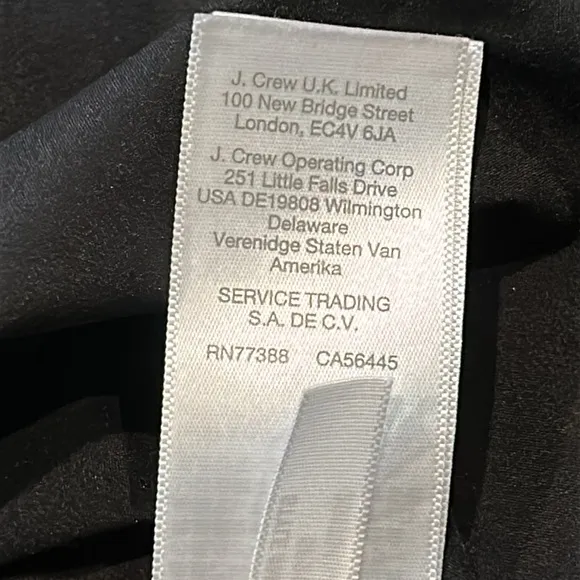 J. Crew U.K. Limited
100 New Bridge Street
London, EC4V 6JA
J. Crew Operating Corp
251 Little Falls Drive
USA DE19808 Wilmington
Delaware
Verenidge Staten Van
Amerika
SERVICE TRADING
S.A. DE C.V.
RN77388 CA56445